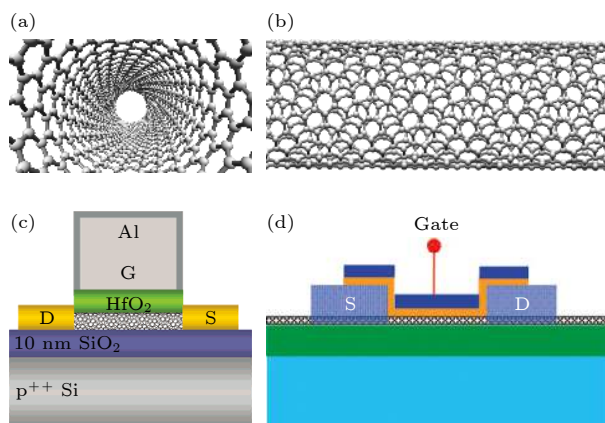 (a)
(b)
(c)
(d)
Al
G
HfO₂
D
S
10 nm SiO₂
p⁺⁺ Si
Gate
S
D